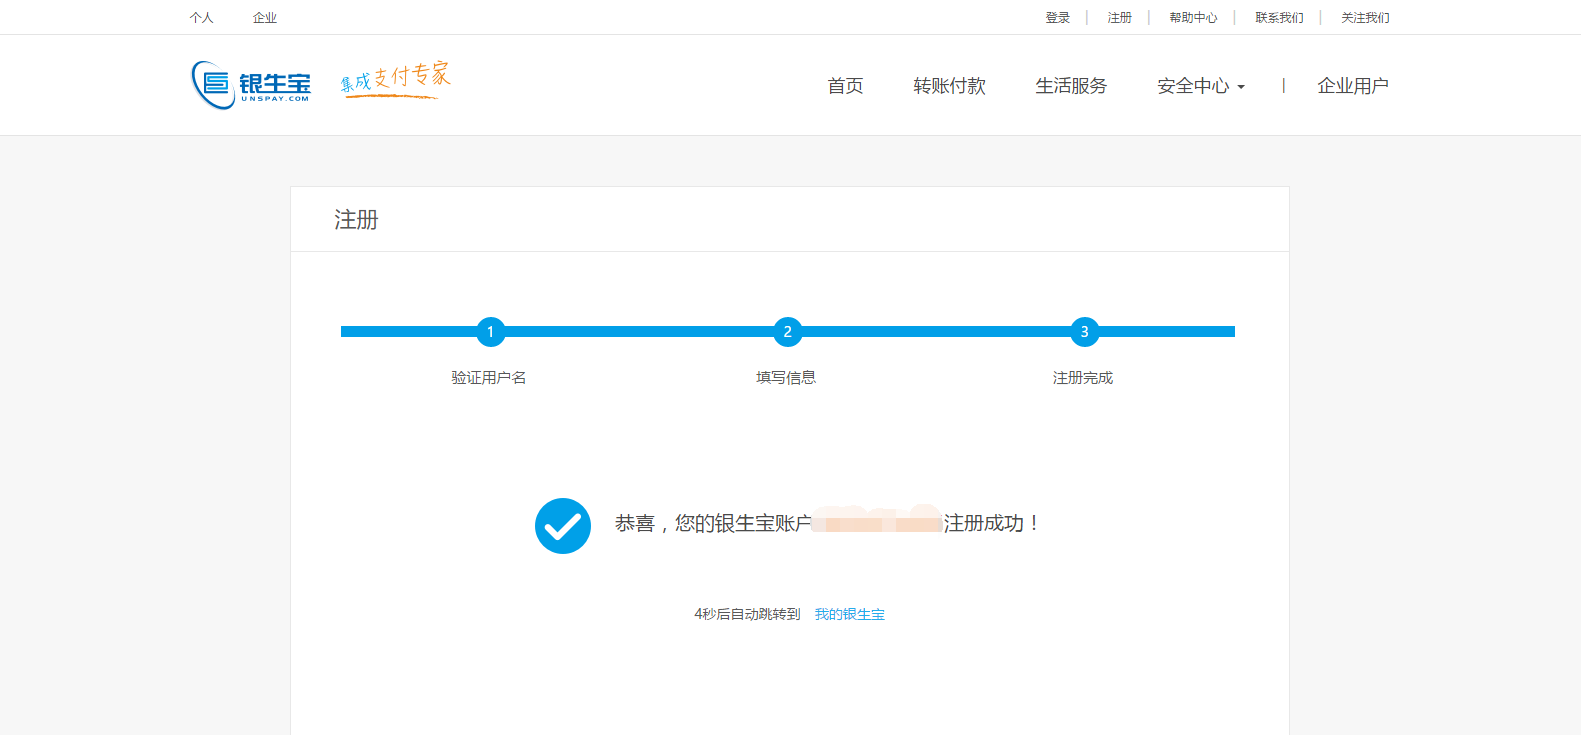 个人 企业 登录 | 注册 | 帮助中心 | 联系我们 | 关注我们
银生宝 UNSPAY.COM 集成支付专家
首页 转账付款 生活服务 安全中心 | 企业用户
注册
1 2 3
验证用户名 填写信息 注册完成
恭喜，您的银生宝账户 注册成功！
4秒后自动跳转到 我的银生宝